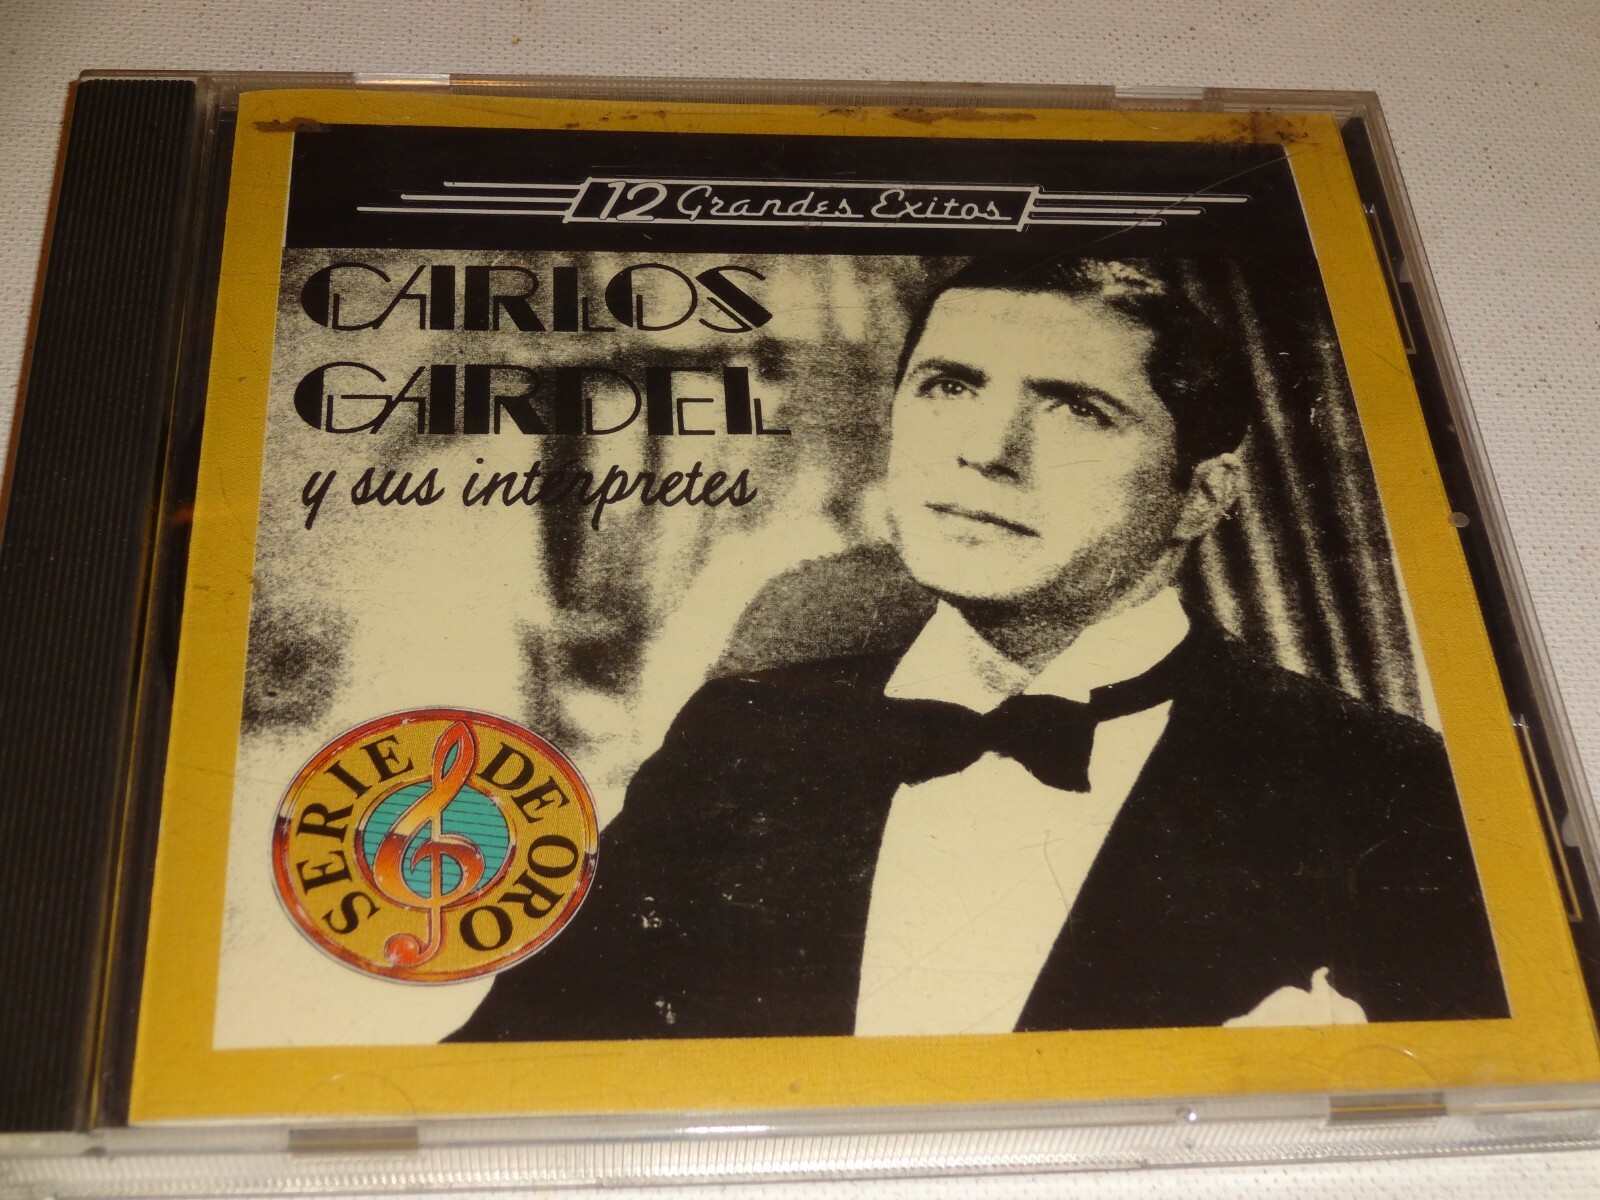 12 Grandes Exitos
CARLOS
GARDEL
y sus interpretes
SERIE DE ORO